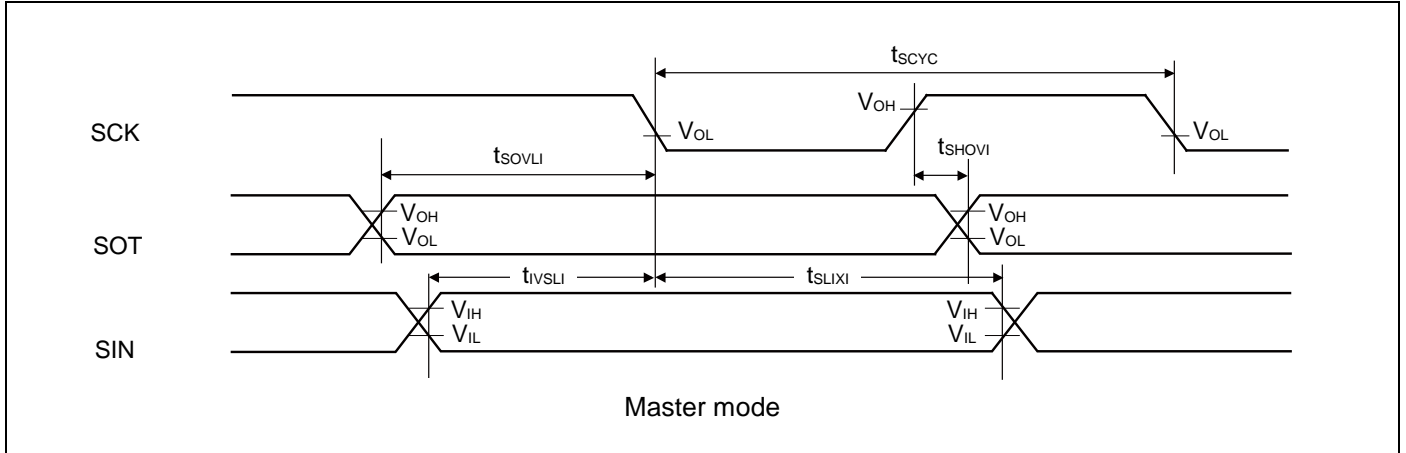 tSCYC
SCK
VOH
VOL
VOL
tSOVLI
tSHOVI
SOT
VOH
VOL
VOH
VOL
tIVSLI
tSLIXI
SIN
VIH
VIL
VIH
VIL
Master mode